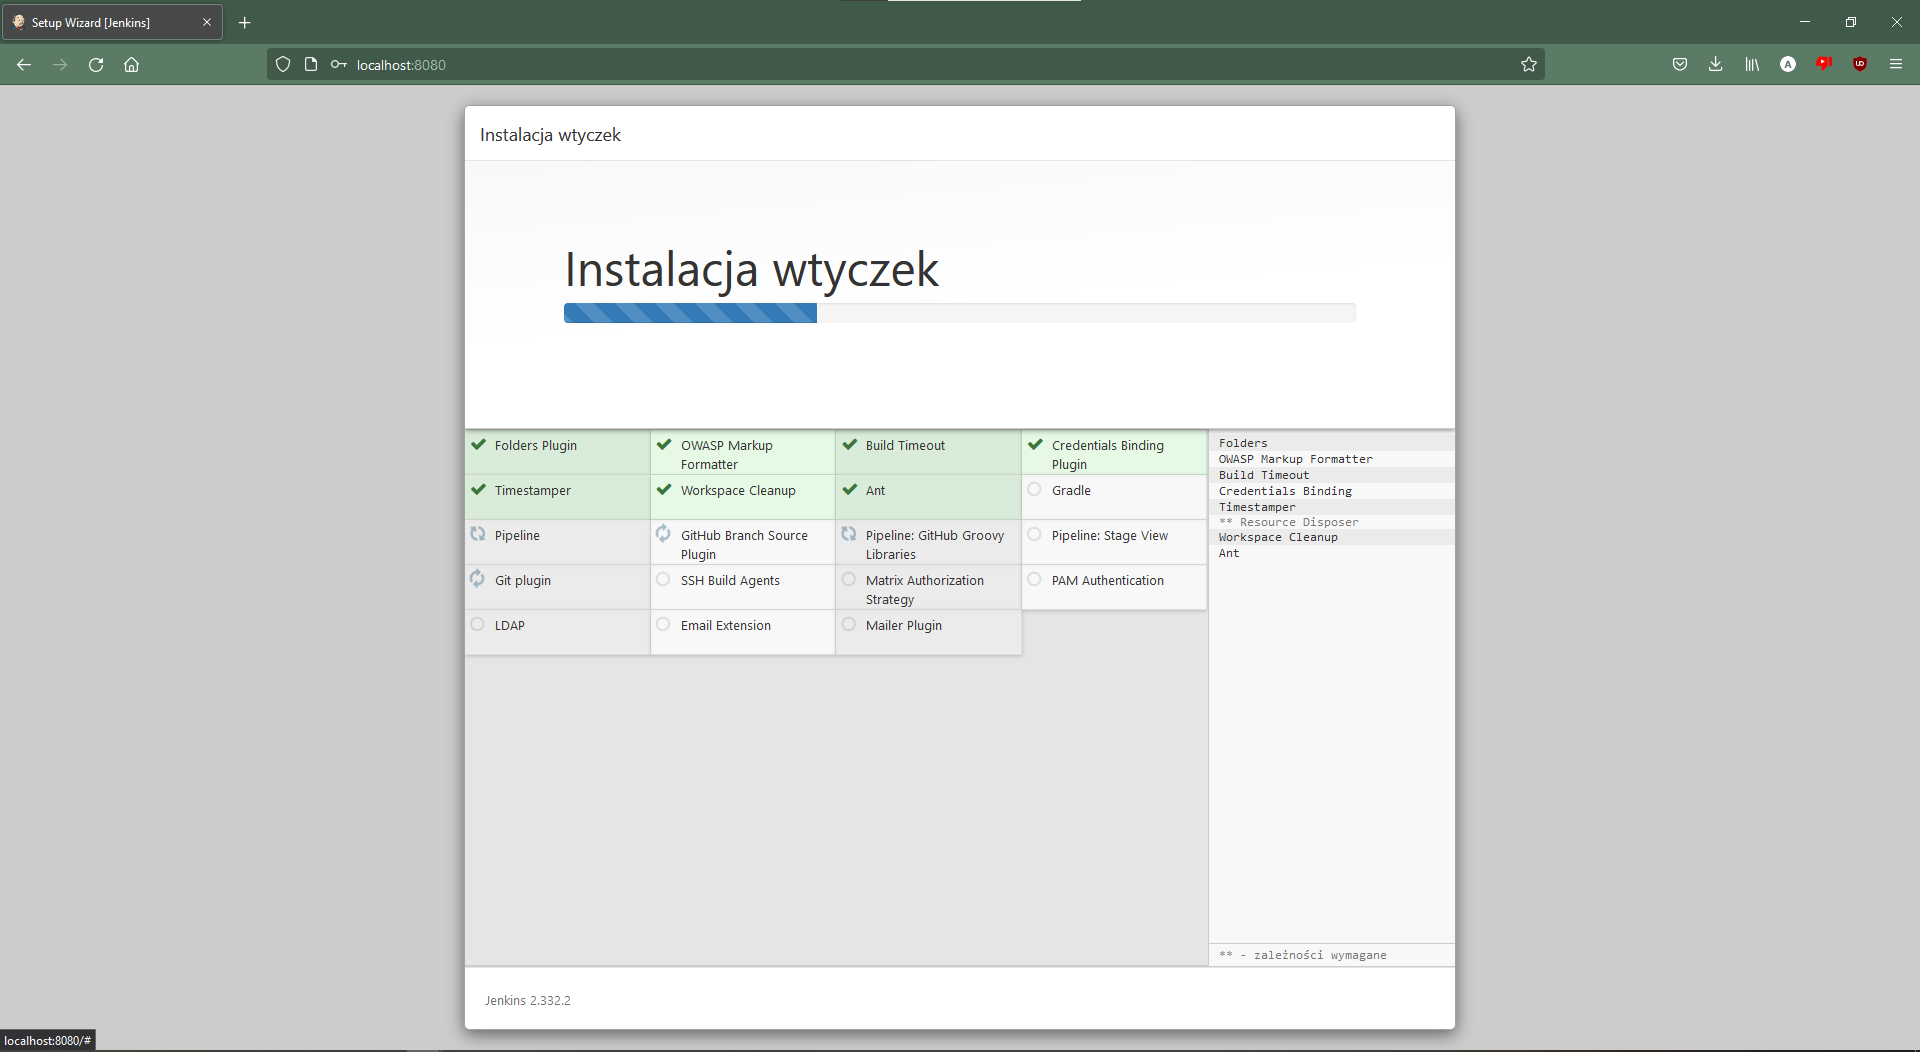 Setup Wizard [Jenkins]
localhost:8080
Instalacja wtyczek
Instalacja wtyczek
Folders Plugin
OWASP Markup
Formatter
Build Timeout
Credentials Binding
Plugin
Timestamper
Workspace Cleanup
Ant
Gradle
Pipeline
GitHub Branch Source
Plugin
Pipeline: GitHub Groovy
Libraries
Pipeline: Stage View
Git plugin
SSH Build Agents
Matrix Authorization
Strategy
PAM Authentication
LDAP
Email Extension
Mailer Plugin
Folders
OWASP Markup Formatter
Build Timeout
Credentials Binding
Timestamper
** Resource Disposer
Workspace Cleanup
Ant
** - zależności wymagane
Jenkins 2.332.2
localhost:8080/#